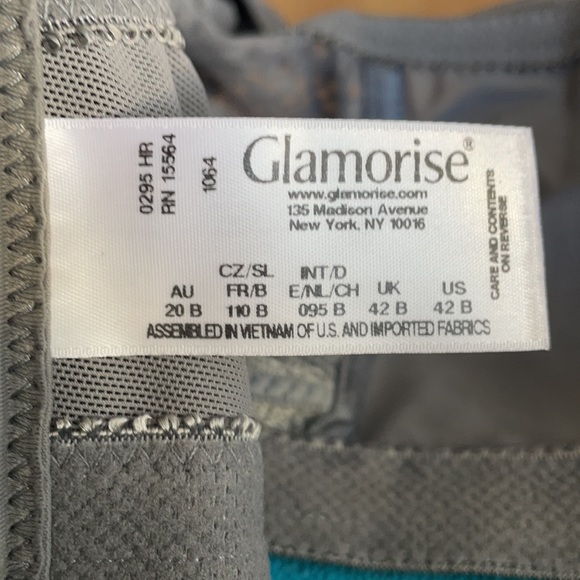 0295 HR
RN 15564
1064
Glamorise®
www.glamorise.com
135 Madison Avenue
New York, NY 10016
CARE AND CONTENTS
ON REVERSE
CZ/SL INT/D
AU FR/B E/NL/CH UK US
20 B 110 B 095 B 42 B 42 B
ASSEMBLED IN VIETNAM OF U.S. AND IMPORTED FABRICS